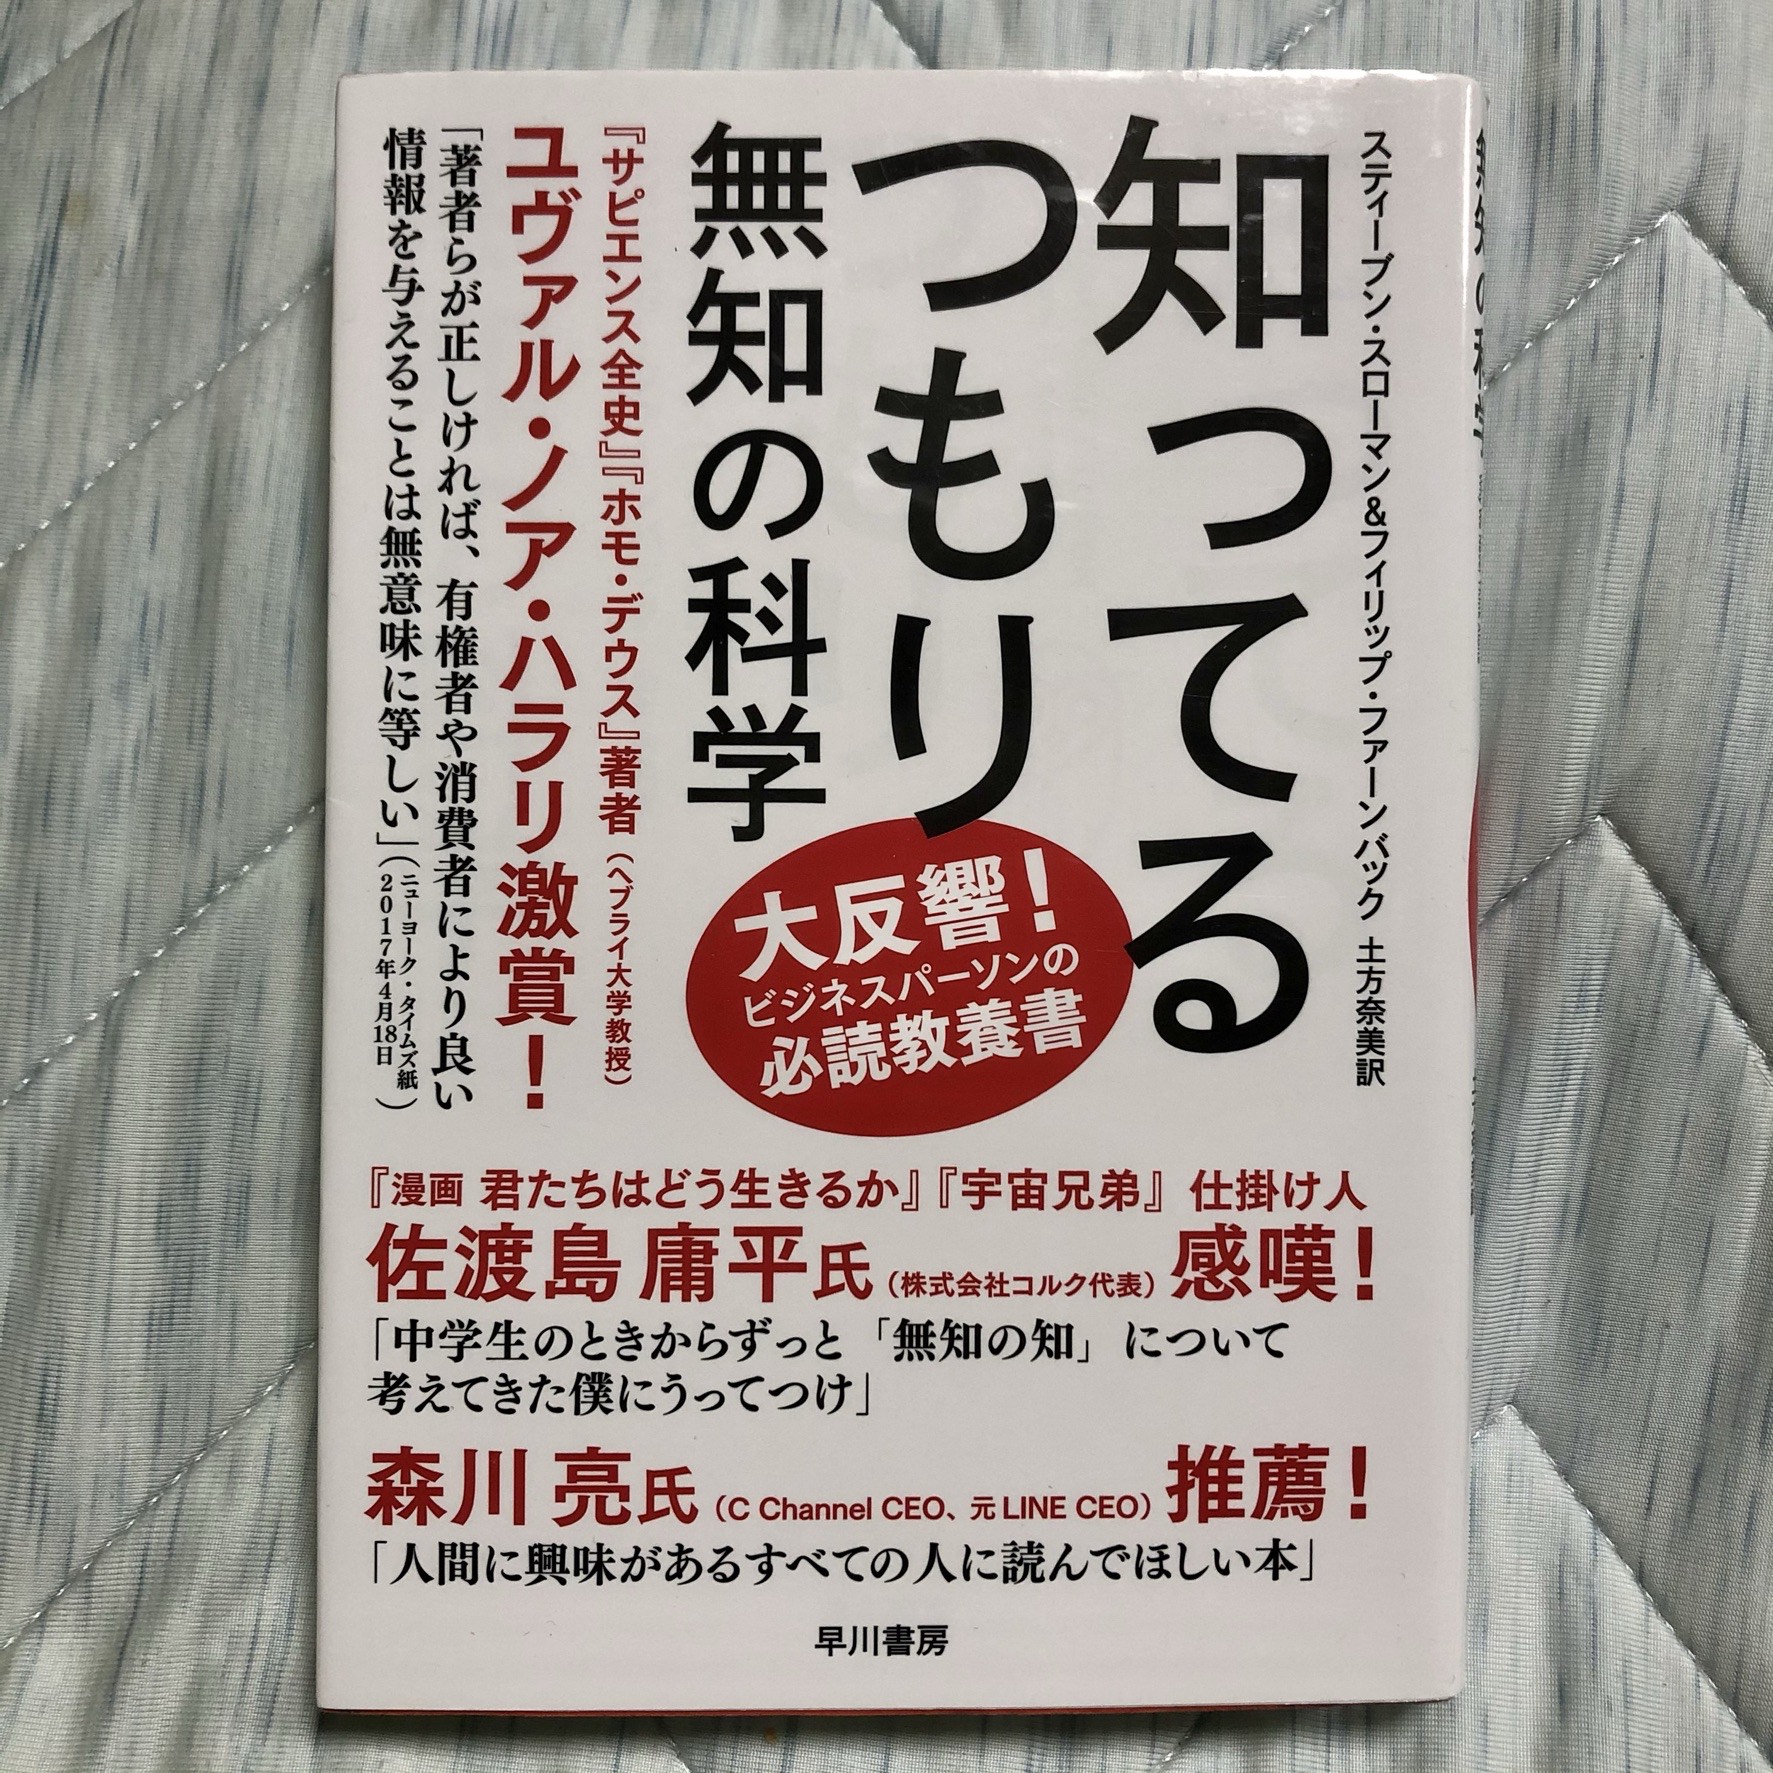 スティーブン・スローマン&フィリップ・ファーンバック 土方奈美訳
知ってる
つもり
無知の科学
大反響!
ビジネスパーソンの
必読教養書
『サピエンス全史』『ホモ・デウス』著者(ヘブライ大学教授)
ユヴァル・ノア・ハラリ激賞!
「著者らが正しければ、有権者や消費者により良い
情報を与えることは無意味に等しい」(ニューヨーク・タイムズ紙
2017年4月18日)
『漫画 君たちはどう生きるか』『宇宙兄弟』 仕掛け人
佐渡島 庸平氏(株式会社コルク代表) 感嘆!
「中学生のときからずっと「無知の知」について
考えてきた僕にうってつけ」
森川 亮氏(C Channel CEO、元 LINE CEO) 推薦!
「人間に興味があるすべての人に読んでほしい本」
早川書房
無知の科学